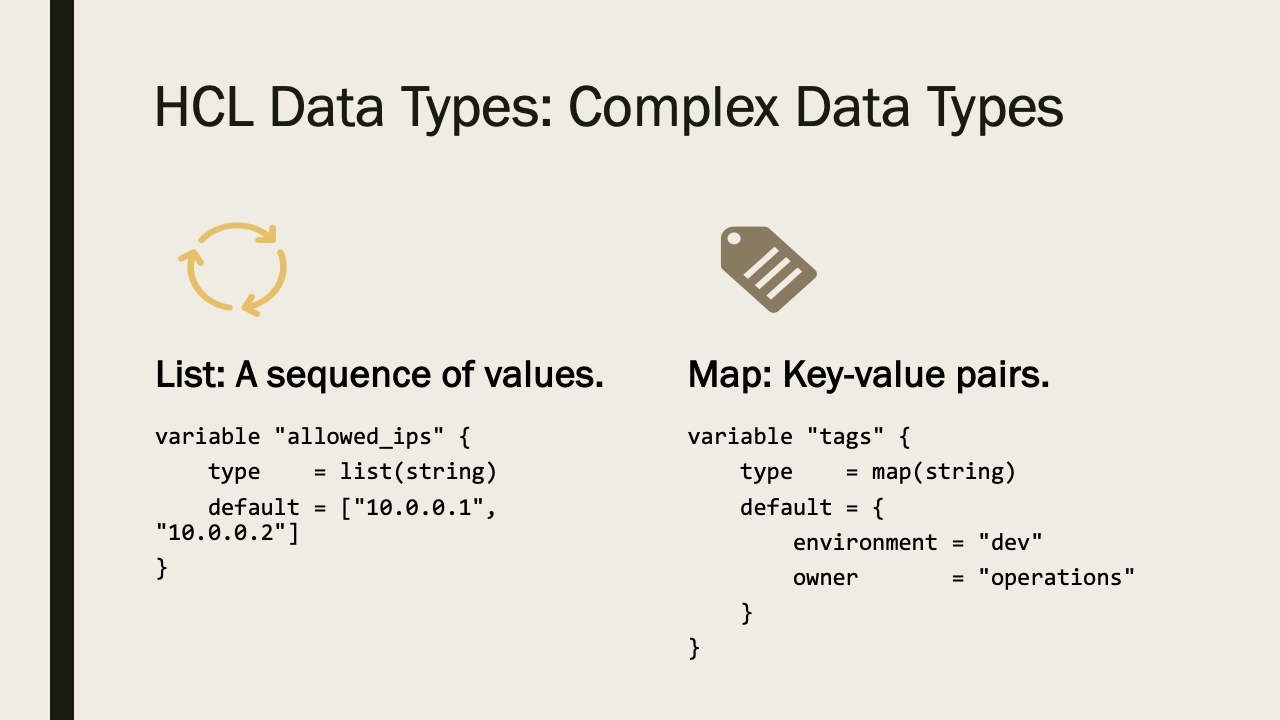 HCL Data Types: Complex Data Types
List: A sequence of values.
variable "allowed_ips" {
    type    = list(string)
    default = ["10.0.0.1",
"10.0.0.2"]
}
Map: Key-value pairs.
variable "tags" {
    type    = map(string)
    default = {
        environment = "dev"
        owner       = "operations"
    }
}